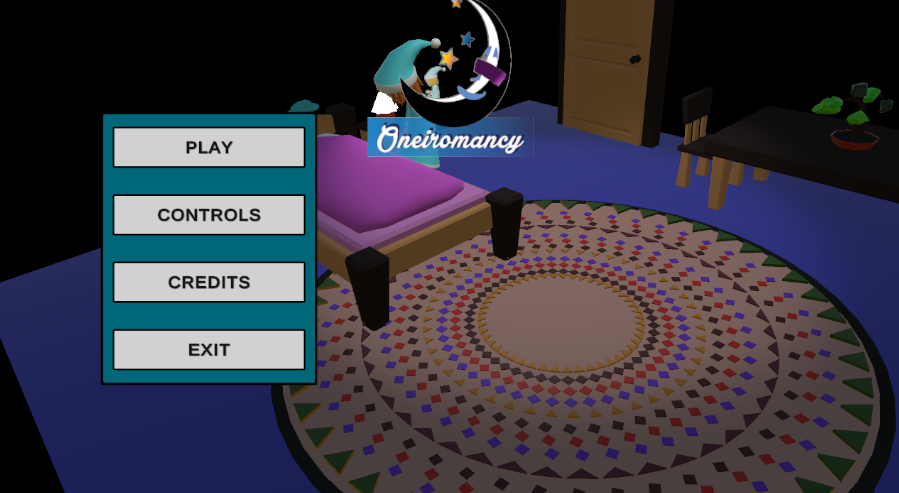 Oneiromancy
PLAY
CONTROLS
CREDITS
EXIT